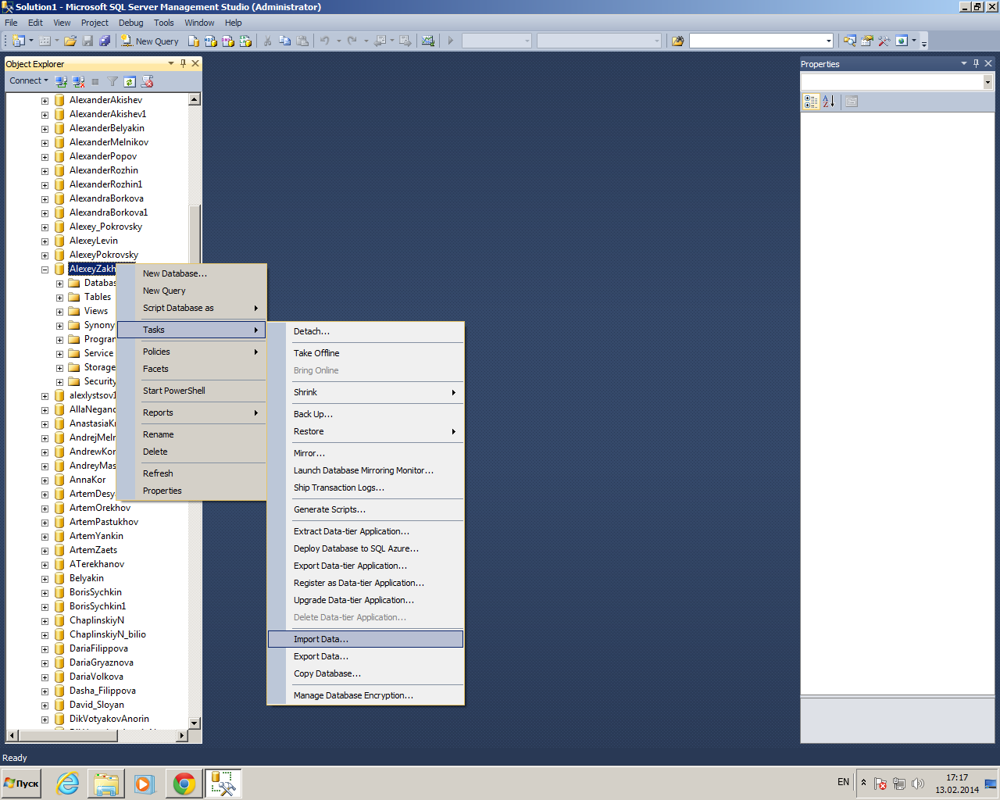 Solution1 - Microsoft SQL Server Management Studio (Administrator)
File Edit View Project Debug Tools Window Help
New Query
Object Explorer
Connect
AlexanderAkishev
AlexanderAkishev1
AlexanderBelyakin
AlexanderMelnikov
AlexanderPopov
AlexanderRozhin
AlexanderRozhin1
AlexandraBorkova
AlexandraBorkova1
Alexey_Pokrovsky
AlexeyLevin
AlexeyPokrovsky
AlexeyZakh
Databas
Tables
Views
Synony
Program
Service
Storage
Security
alexlystsov1
AllaNegano
AnastasiaKr
AndrejMeln
AndrewKor
AndreyMas
AnnaKor
ArtemDesy
ArtemOrekhov
ArtemPastukhov
ArtemYankin
ArtemZaets
ATerekhanov
Belyakin
BorisSychkin
BorisSychkin1
ChaplinskiyN
ChaplinskiyN_bilio
DariaFilippova
DariaGryaznova
DariaVolkova
Dasha_Filippova
David_Sloyan
DikVotyakovAnorin
New Database...
New Query
Script Database as
Tasks
Policies
Facets
Start PowerShell
Reports
Rename
Delete
Refresh
Properties
Detach...
Take Offline
Bring Online
Shrink
Back Up...
Restore
Mirror...
Launch Database Mirroring Monitor...
Ship Transaction Logs...
Generate Scripts...
Extract Data-tier Application...
Deploy Database to SQL Azure...
Export Data-tier Application...
Register as Data-tier Application...
Upgrade Data-tier Application...
Delete Data-tier Application...
Import Data...
Export Data...
Copy Database...
Manage Database Encryption...
Properties
Ready
Пуск
EN
17:17
13.02.2014